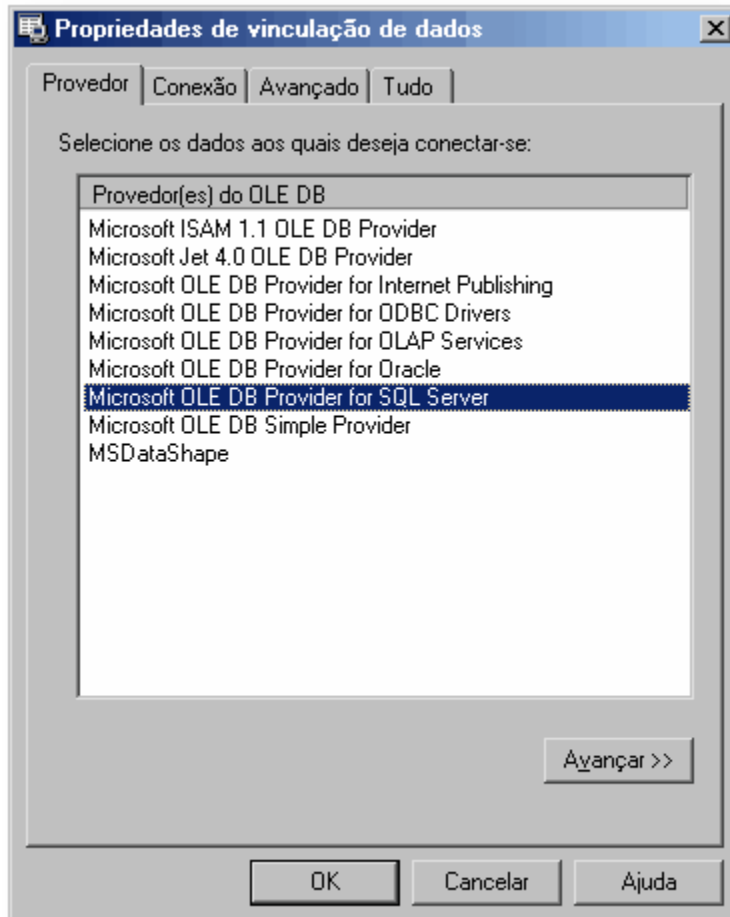 Propriedades de vinculação de dados
Provedor Conexão Avançado Tudo
Selecione os dados aos quais deseja conectar-se:
Provedor(es) do OLE DB
Microsoft ISAM 1.1 OLE DB Provider
Microsoft Jet 4.0 OLE DB Provider
Microsoft OLE DB Provider for Internet Publishing
Microsoft OLE DB Provider for ODBC Drivers
Microsoft OLE DB Provider for OLAP Services
Microsoft OLE DB Provider for Oracle
Microsoft OLE DB Provider for SQL Server
Microsoft OLE DB Simple Provider
MSDataShape
Avançar >>
OK Cancelar Ajuda